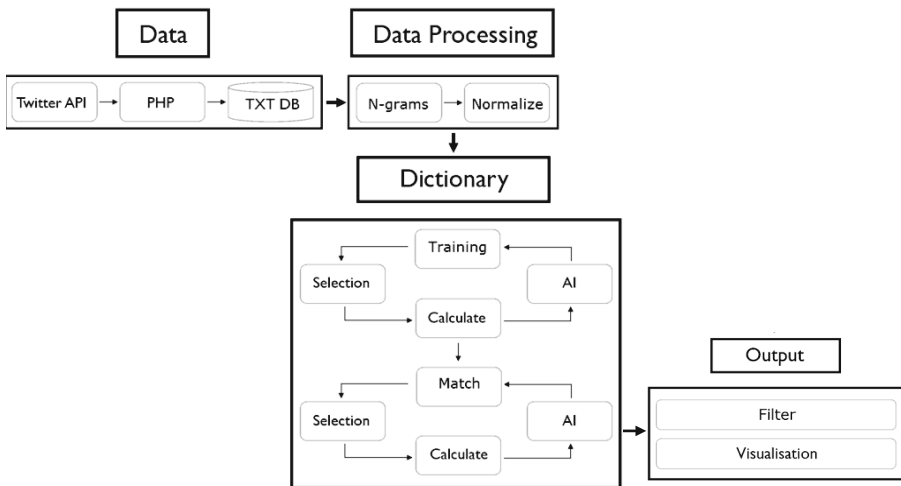 Data
Data Processing
Twitter API
PHP
TXT DB
N-grams
Normalize
Dictionary
Training
Selection
AI
Calculate
Match
Selection
AI
Calculate
Output
Filter
Visualisation